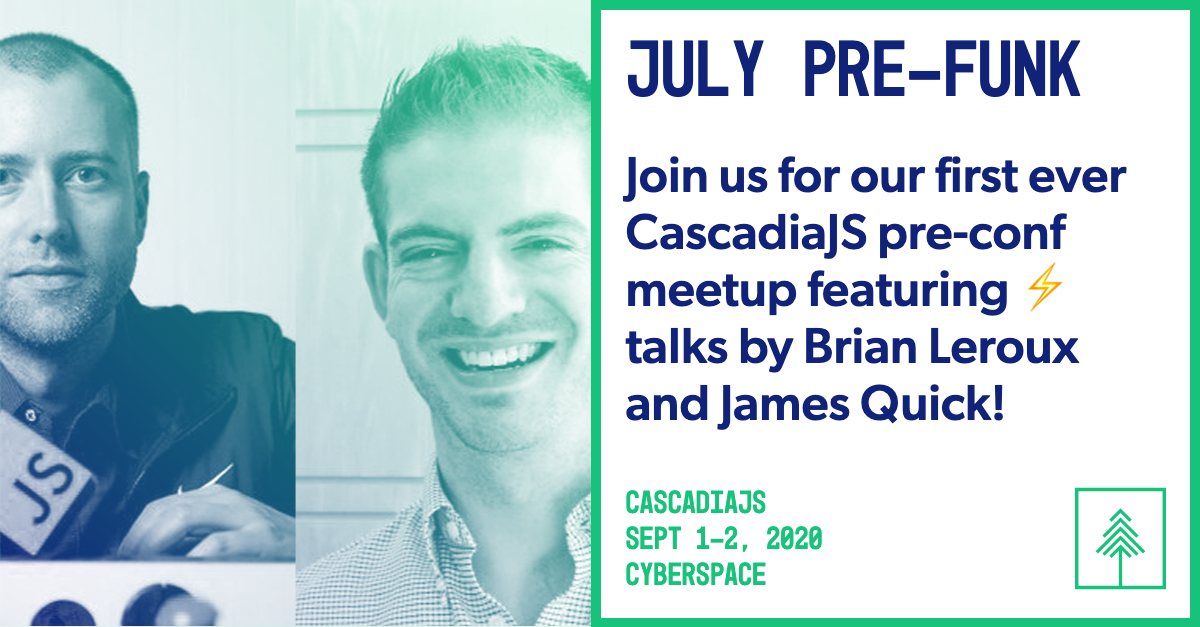 JULY PRE-FUNK
Join us for our first ever
CascadiaJS pre-conf
meetup featuring ⚡
talks by Brian Leroux
and James Quick!
JS
CASCADIAJS
SEPT 1-2, 2020
CYBERSPACE